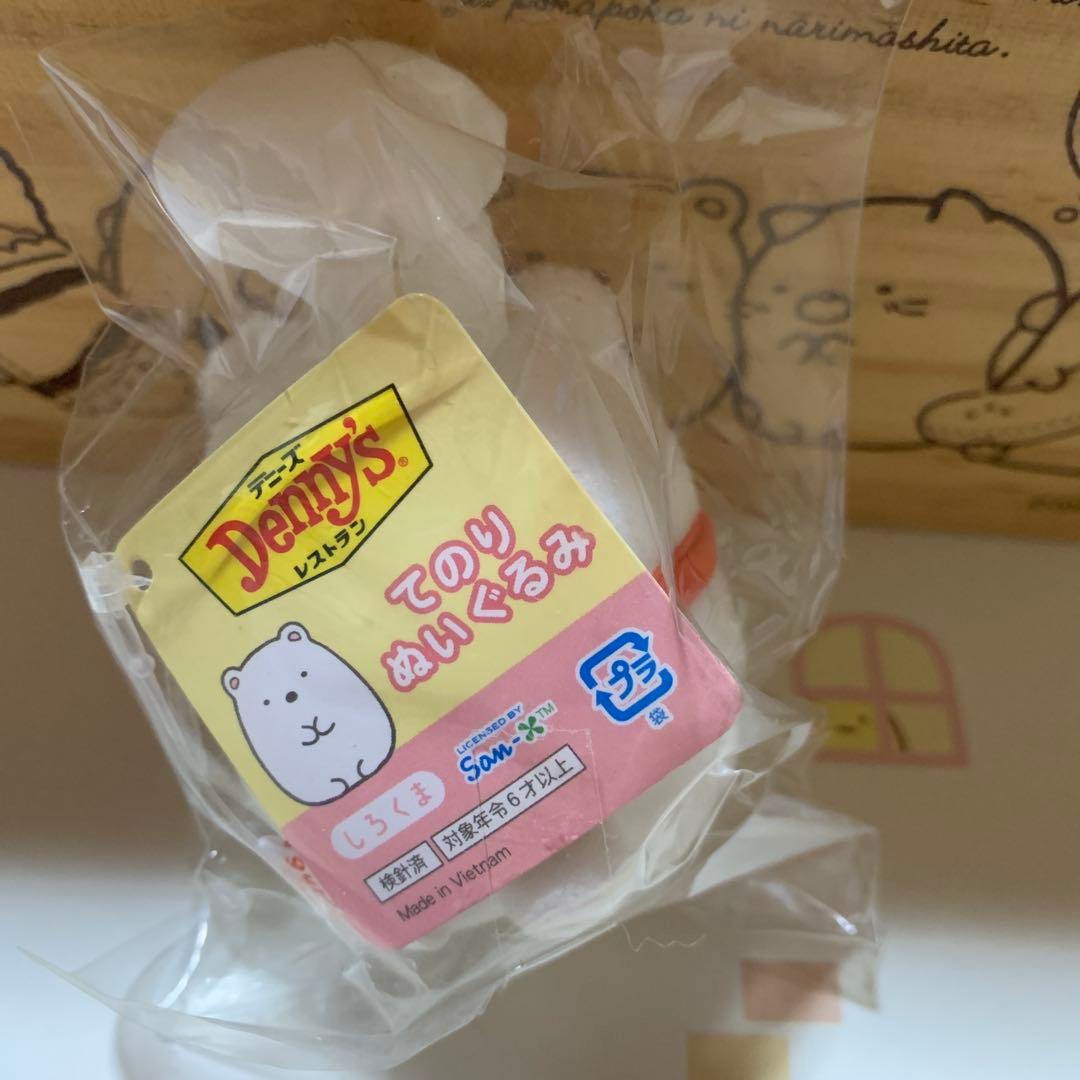 pokapoka ni narimashita.
デニーズ
Denny's®
レストラン
てのり
ぬいぐるみ
プラ
袋
LICENSED BY
San-X™
しろくま
検針済
対象年令6才以上
Made in Vietnam